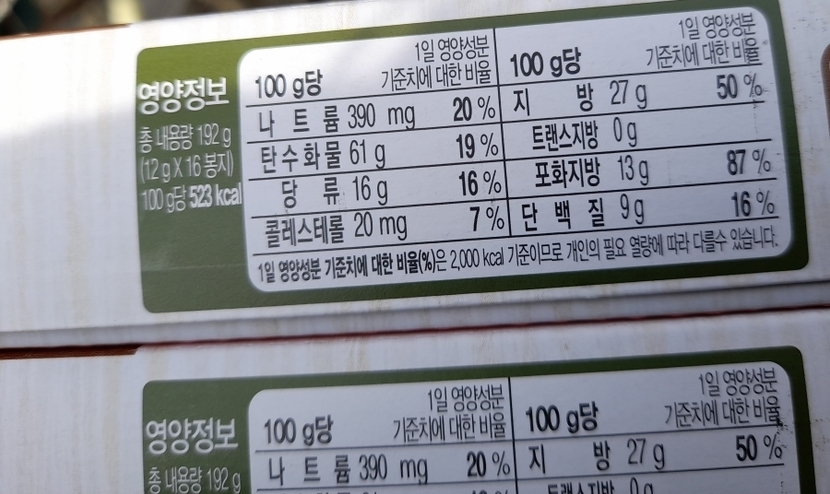 영양정보
총 내용량 192 g
(12 g X 16 봉지)
100 g당 523 kcal
100 g당 1일 영양성분 기준치에 대한 비율
나트륨 390 mg 20 %
탄수화물 61 g 19 %
당류 16 g 16 %
콜레스테롤 20 mg 7 %
100 g당 1일 영양성분 기준치에 대한 비율
지방 27 g 50 %
트랜스지방 0 g
포화지방 13 g 87 %
단백질 9 g 16 %
1일 영양성분 기준치에 대한 비율(%)은 2,000 kcal 기준이므로 개인의 필요 열량에 따라 다를수 있습니다.
영양정보
총 내용량 192 g
100 g당 1일 영양성분 기준치에 대한 비율
나트륨 390 mg 20 %
100 g당 1일 영양성분 기준치에 대한 비율
지방 27 g 50 %
트랜스지방 0 g